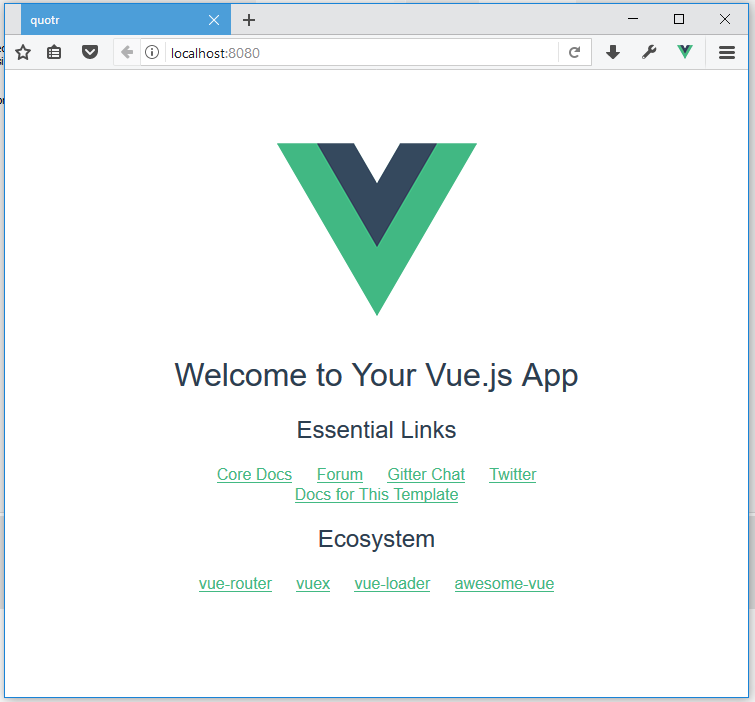 quotr
localhost:8080
Welcome to Your Vue.js App
Essential Links
Core Docs Forum Gitter Chat Twitter
Docs for This Template
Ecosystem
vue-router vuex vue-loader awesome-vue